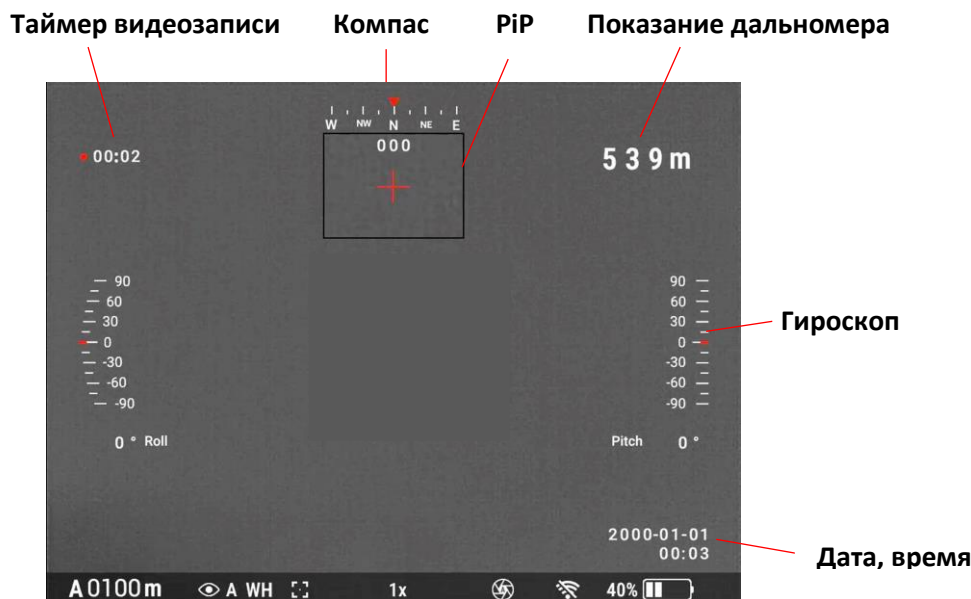 Таймер видеозаписи Компас PiP Показание дальномера
W NW N NE E
000
00:02
539m
90 90
60 60
30 30
0 0
Гироскоп
-30 -30
-60 -60
-90 -90
0 ° Roll Pitch 0 °
2000-01-01
00:03
Дата, время
A0100m A WH 1x 40%